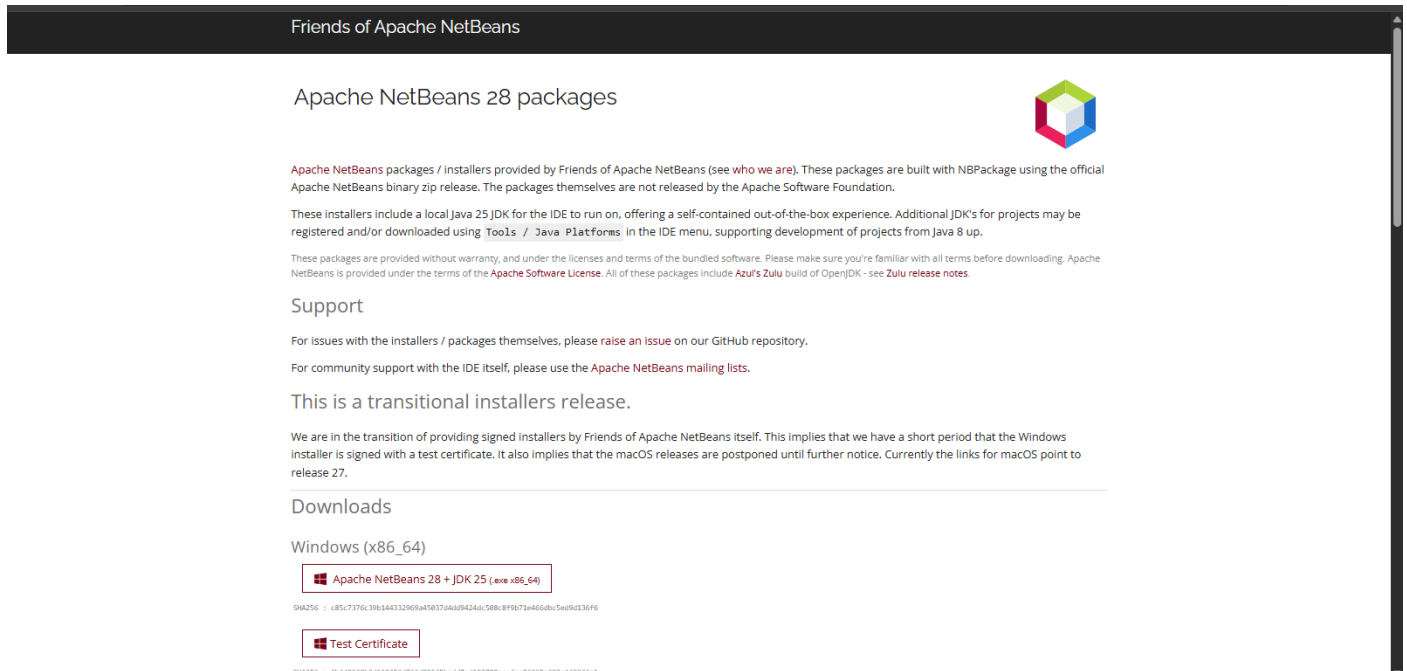 Friends of Apache NetBeans
Apache NetBeans 28 packages
Apache NetBeans packages / installers provided by Friends of Apache NetBeans (see who we are). These packages are built with NBPackage using the official
Apache NetBeans binary zip release. The packages themselves are not released by the Apache Software Foundation.
These installers include a local Java 25 JDK for the IDE to run on, offering a self-contained out-of-the-box experience. Additional JDK's for projects may be
registered and/or downloaded using Tools / Java Platforms in the IDE menu, supporting development of projects from Java 8 up.
These packages are provided without warranty, and under the licenses and terms of the bundled software. Please make sure you're familiar with all terms before downloading. Apache
NetBeans is provided under the terms of the Apache Software License. All of these packages include Azul's Zulu build of OpenJDK - see Zulu release notes.
Support
For issues with the installers / packages themselves, please raise an issue on our GitHub repository.
For community support with the IDE itself, please use the Apache NetBeans mailing lists.
This is a transitional installers release.
We are in the transition of providing signed installers by Friends of Apache NetBeans itself. This implies that we have a short period that the Windows
installer is signed with a test certificate. It also implies that the macOS releases are postponed until further notice. Currently the links for macOS point to
release 27.
Downloads
Windows (x86_64)
Apache NetBeans 28 + JDK 25 (.exe x86_64)
SHA256 : c85c7376c39b144332969a45037d4dd9424dc508c8f9b71e466dbc5ed9d136f6
Test Certificate